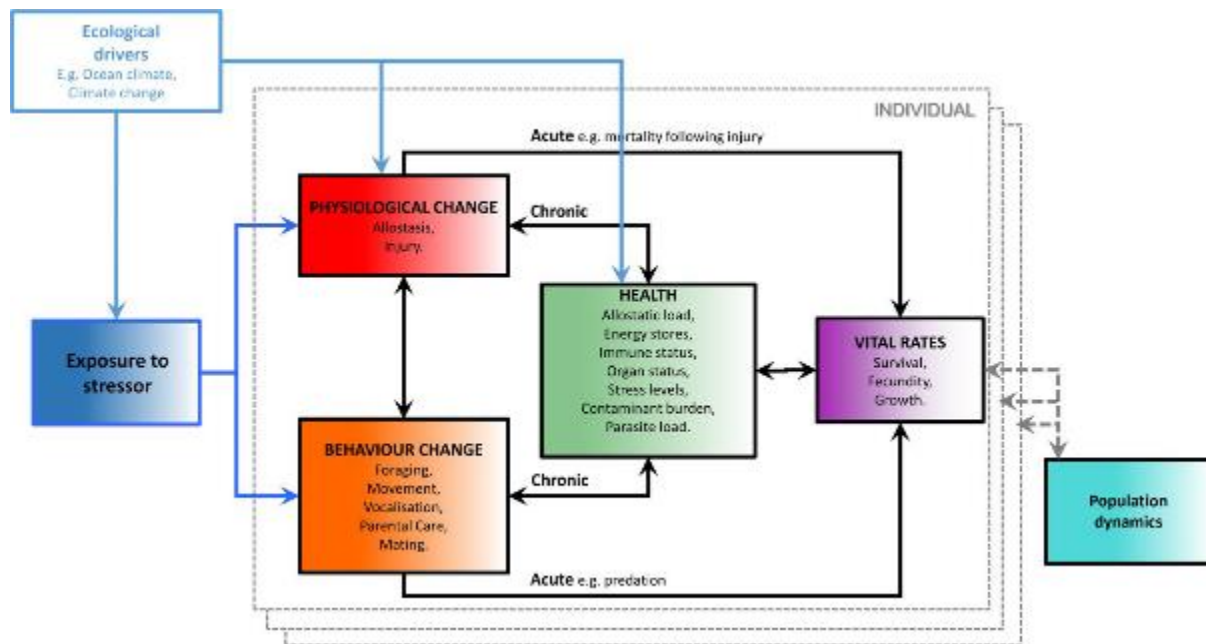 Ecological
drivers
E.g. Ocean climate,
Climate change
INDIVIDUAL
Acute e.g. mortality following injury
PHYSIOLOGICAL CHANGE
Allostasis,
Injury.
Chronic
HEALTH
Allostatic load,
Energy stores,
Immune status,
Organ status,
Stress levels,
Contaminant burden,
Parasite load.
Exposure to
stressor
VITAL RATES
Survival,
Fecundity,
Growth.
BEHAVIOUR CHANGE
Foraging,
Movement,
Vocalisation,
Parental Care,
Mating.
Chronic
Population
dynamics
Acute e.g. predation